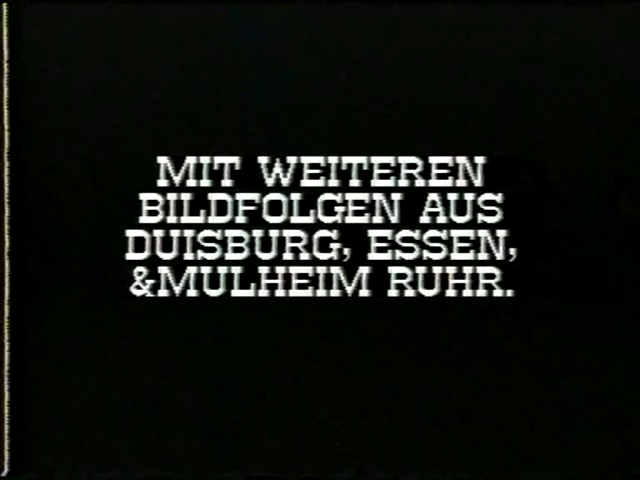 MIT WEITEREN
BILDFOLGEN AUS
DUISBURG, ESSEN,
&MULHEIM RUHR.